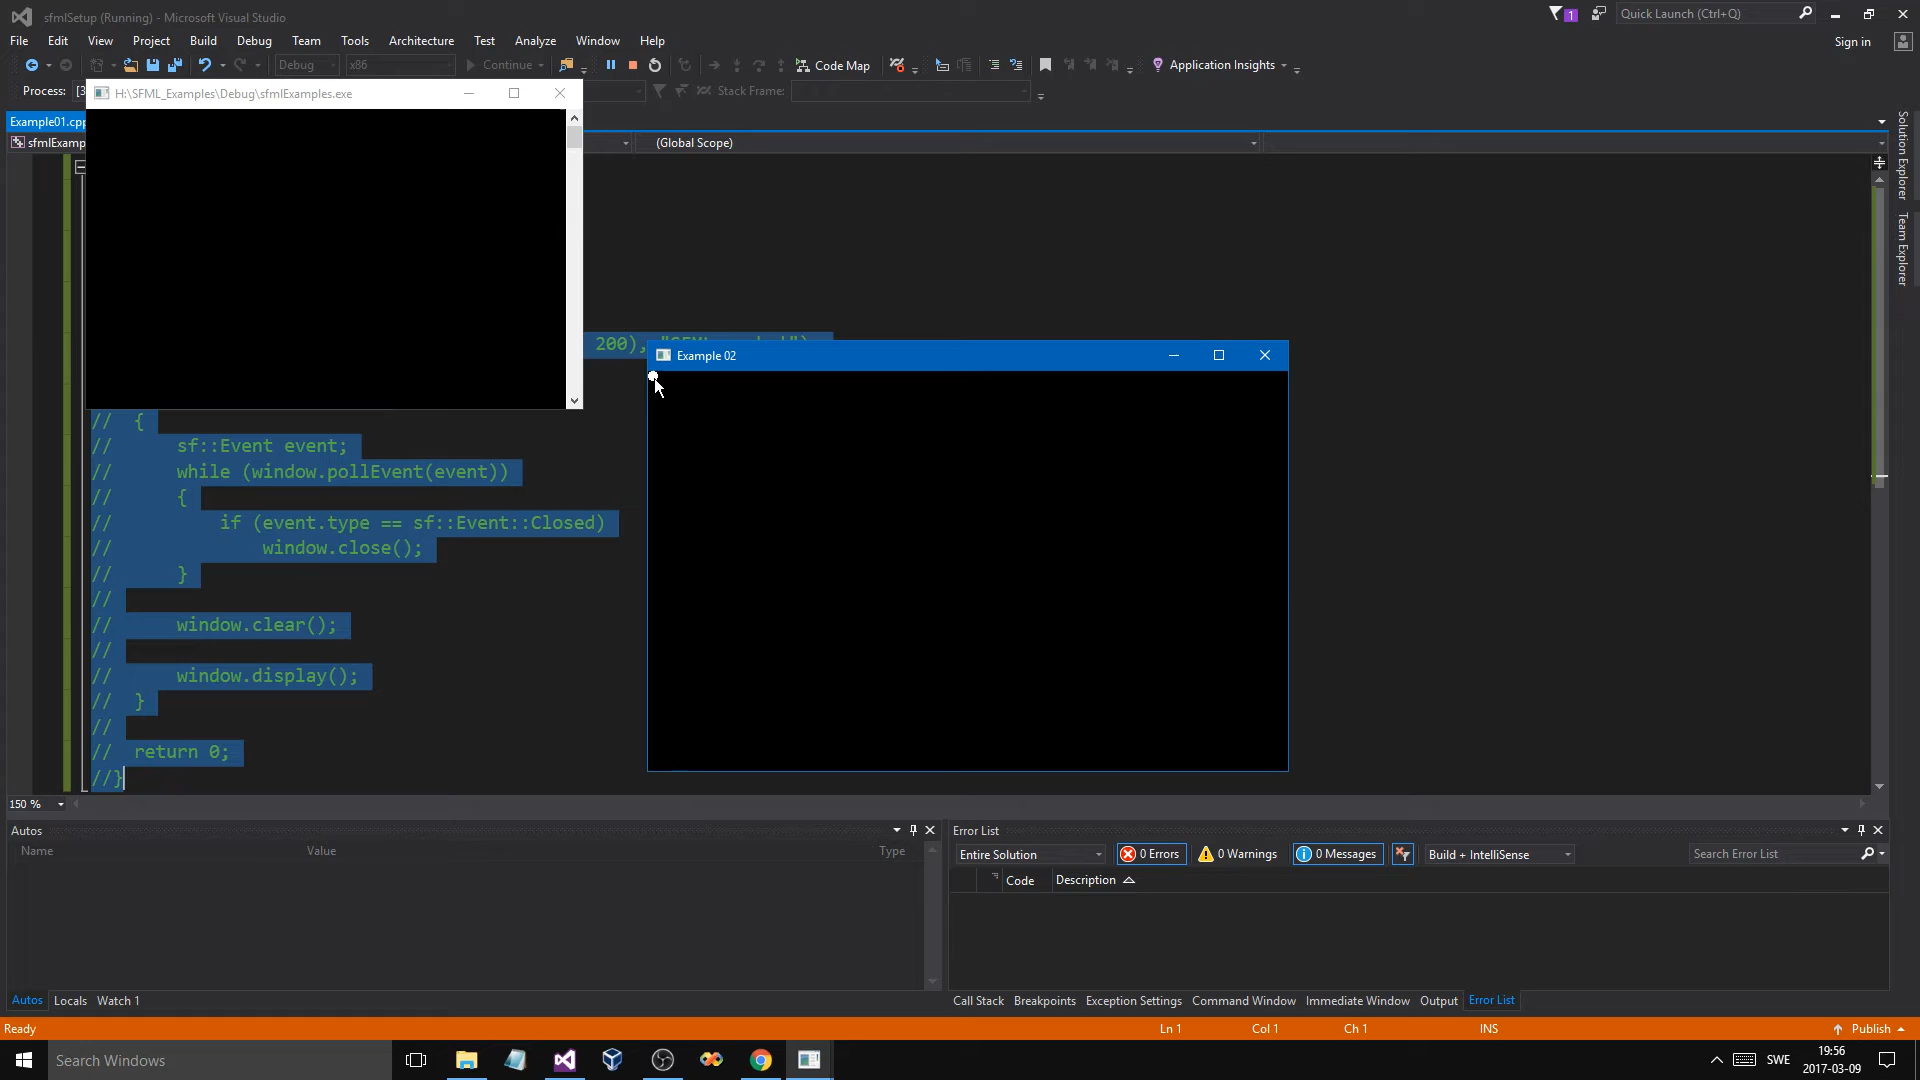 sfmlSetup (Running) - Microsoft Visual Studio
1
Quick Launch (Ctrl+Q)
File Edit View Project Build Debug Team Tools Architecture Test Analyze Window Help
Sign in
Debug x86 Continue Code Map Application Insights
Process: [3 Stack Frame:
H:\SFML_Examples\Debug\sfmlExamples.exe
Example01.cpp
sfmlExamp (Global Scope)
Solution Explorer
Team Explorer
200),
Example 02
// {
// sf::Event event;
// while (window.pollEvent(event))
// {
// if (event.type == sf::Event::Closed)
// window.close();
// }
//
// window.clear();
//
// window.display();
// }
//
// return 0;
//}
150 %
Autos
Name Value Type
Error List
Entire Solution 0 Errors 0 Warnings 0 Messages Build + IntelliSense Search Error List
Code Description
Autos Locals Watch 1
Call Stack Breakpoints Exception Settings Command Window Immediate Window Output Error List
Ready Ln 1 Col 1 Ch 1 INS Publish
Search Windows
SWE
19:56
2017-03-09